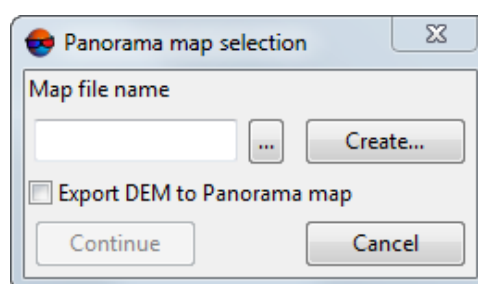 Panorama map selection
Map file name
... Create...
Export DEM to Panorama map
Continue Cancel